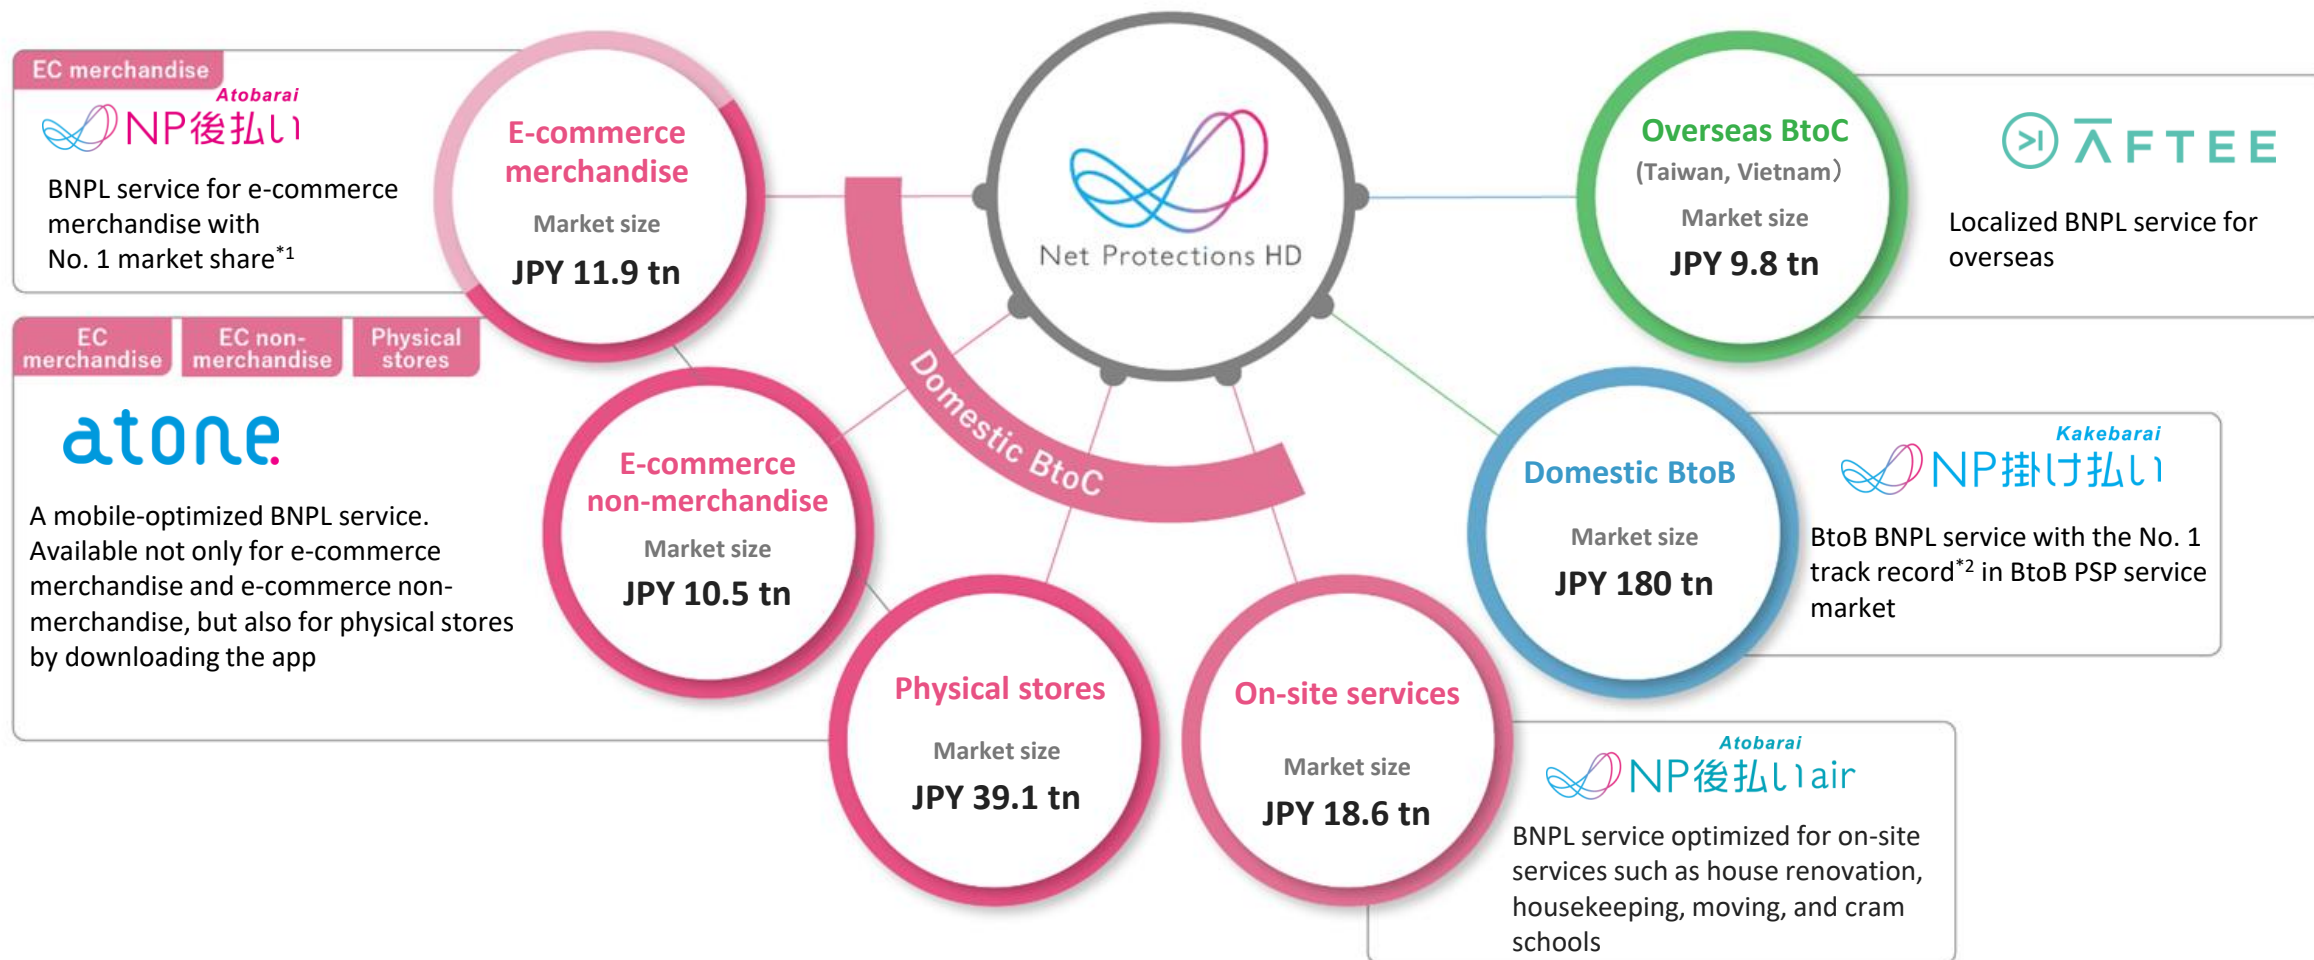 EC merchandise
Atobarai
NP後払い
BNPL service for e-commerce
merchandise with
No. 1 market share*1
E-commerce
merchandise
Market size
JPY 11.9 tn
EC
merchandise
EC non-
merchandise
Physical
stores
atone.
A mobile-optimized BNPL service.
Available not only for e-commerce
merchandise and e-commerce non-
merchandise, but also for physical stores
by downloading the app
E-commerce
non-merchandise
Market size
JPY 10.5 tn
Physical stores
Market size
JPY 39.1 tn
Net Protections HD
Domestic BtoC
On-site services
Market size
JPY 18.6 tn
Atobarai
NP後払いair
BNPL service optimized for on-site
services such as house renovation,
housekeeping, moving, and cram
schools
Domestic BtoB
Market size
JPY 180 tn
Kakebarai
NP掛け払い
BtoB BNPL service with the No. 1
track record*2 in BtoB PSP service
market
Overseas BtoC
(Taiwan, Vietnam）
Market size
JPY 9.8 tn
AFTEE
Localized BNPL service for
overseas